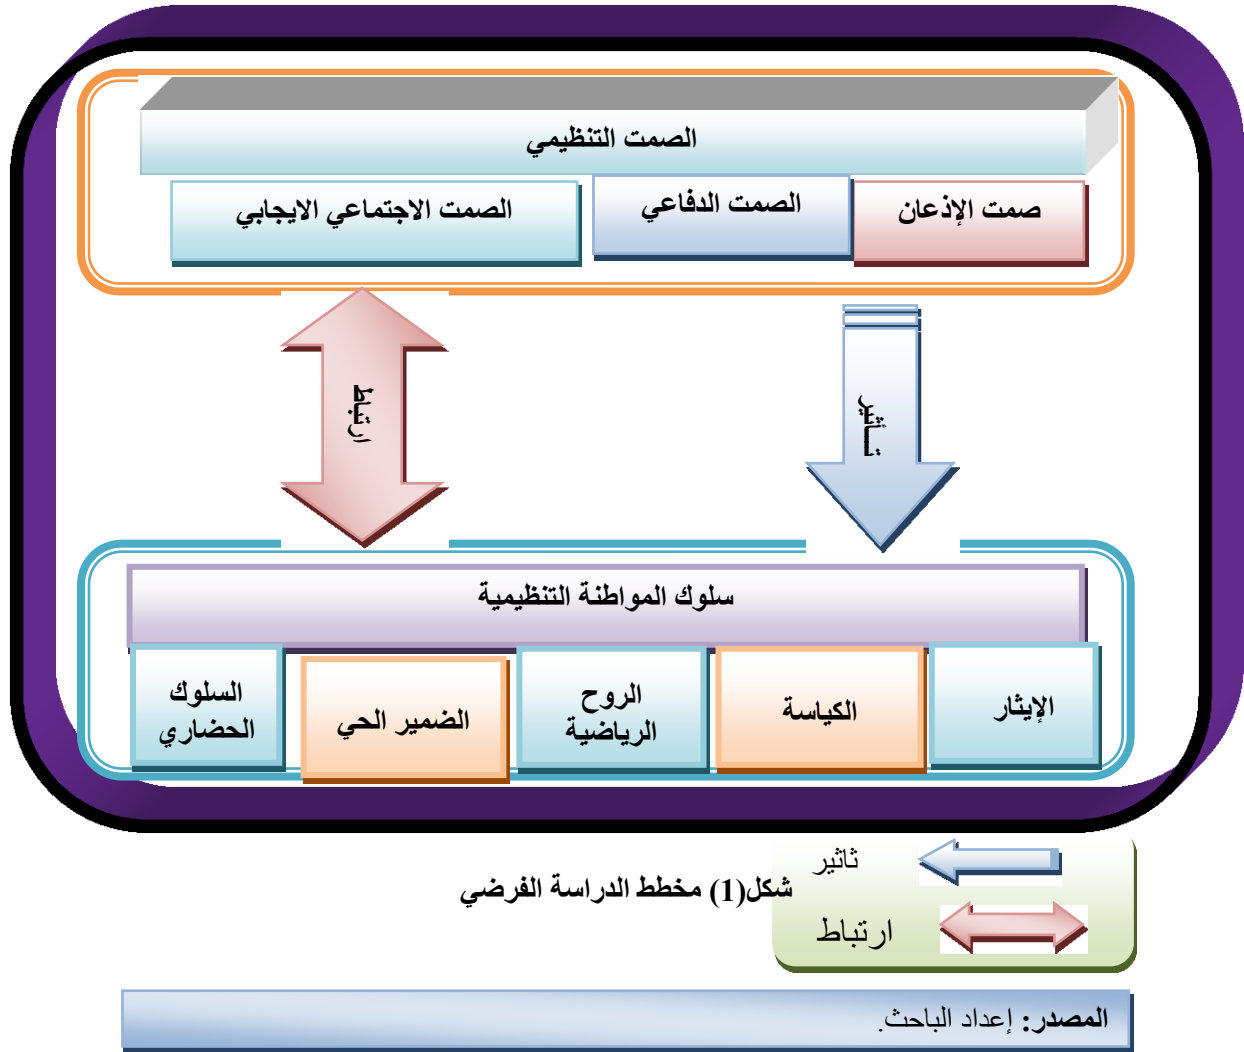 الصمت التنظيمي
صمت الإذعان
الصمت الدفاعي
الصمت الاجتماعي الايجابي
تـأثير
ارتباط
سلوك المواطنة التنظيمية
الإيثار
الكياسة
الروح
الرياضية
الضمير الحي
السلوك
الحضاري
ثاثير
ارتباط
شكل(1) مخطط الدراسة الفرضي
المصدر: إعداد الباحث.